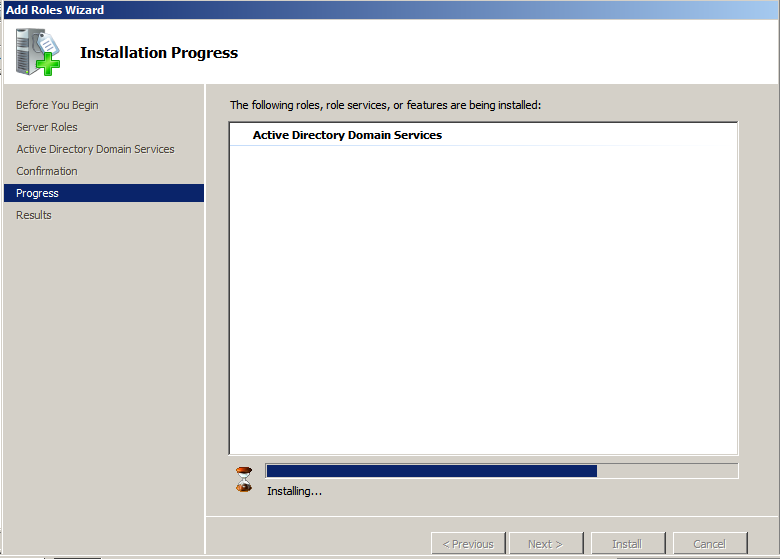 Add Roles Wizard
Installation Progress
Before You Begin
Server Roles
Active Directory Domain Services
Confirmation
Progress
Results
The following roles, role services, or features are being installed:
Active Directory Domain Services
Installing...
< Previous
Next >
Install
Cancel